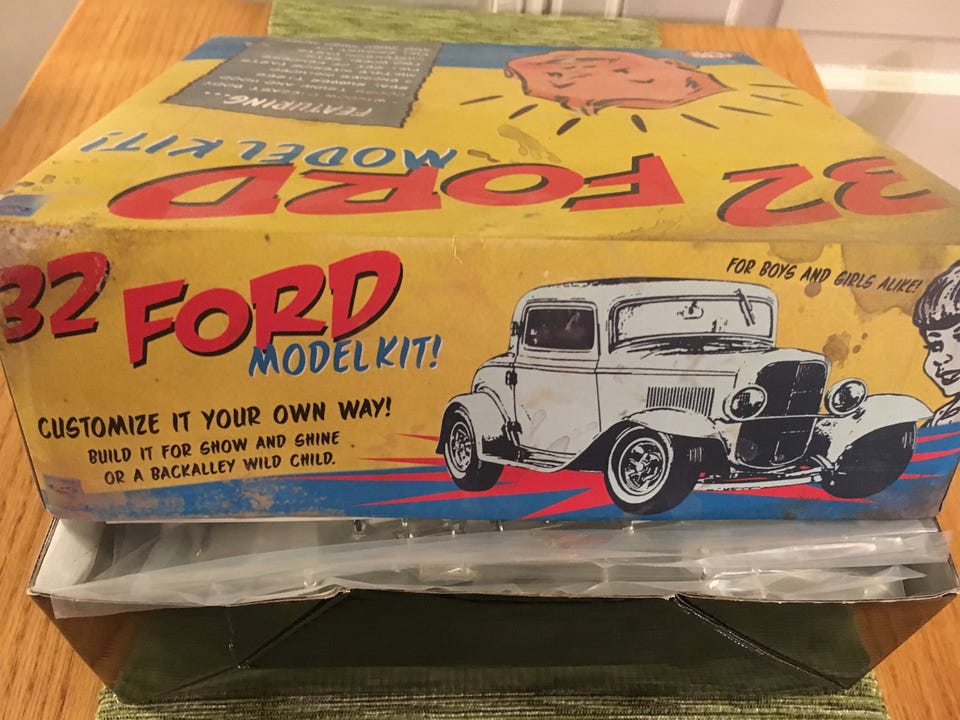 FEATURING..
32 FORD
MODEL KIT!
32 FORD
MODEL KIT!
CUSTOMIZE IT YOUR OWN WAY!
BUILD IT FOR SHOW AND SHINE
OR A BACKALLEY WILD CHILD.
FOR BOYS AND GIRLS ALIKE!